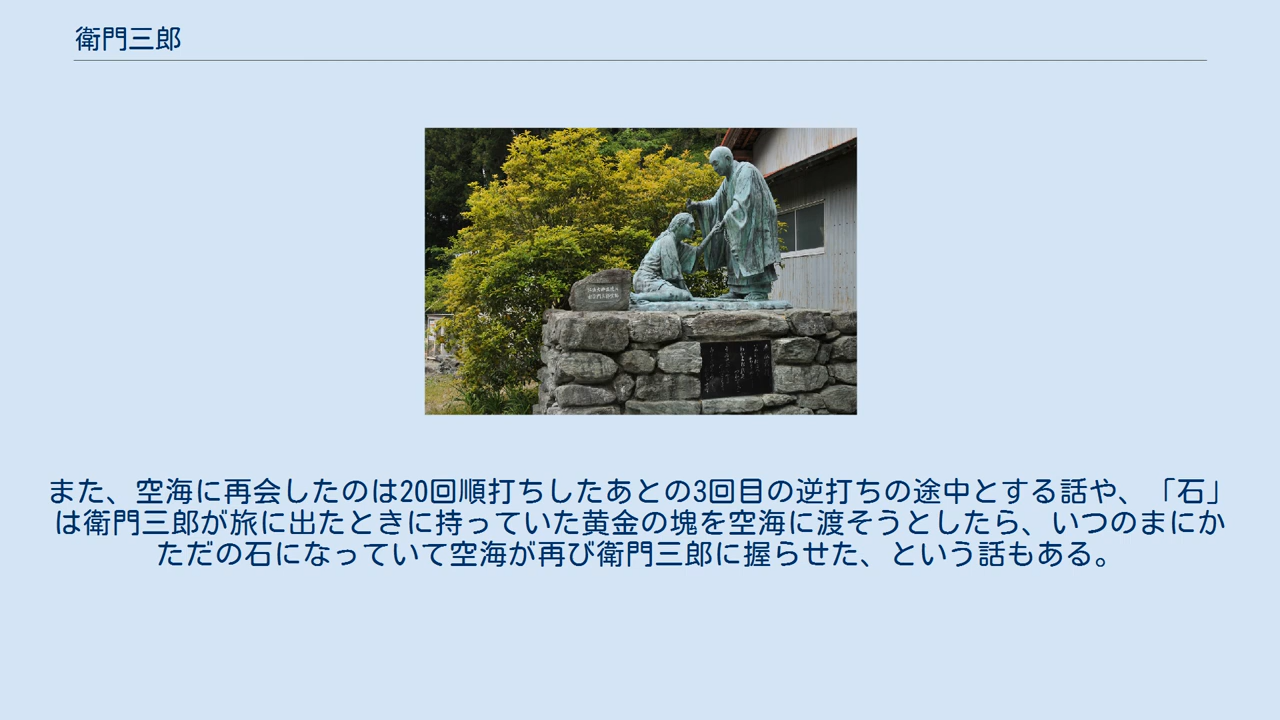 衛門三郎
また、空海に再会したのは20回順打ちしたあとの3回目の逆打ちの途中とする話や、「石」
は衛門三郎が旅に出たときに持っていた黄金の塊を空海に渡そうとしたら、いつのまにか
ただの石になっていて空海が再び衛門三郎に握らせた、という話もある。